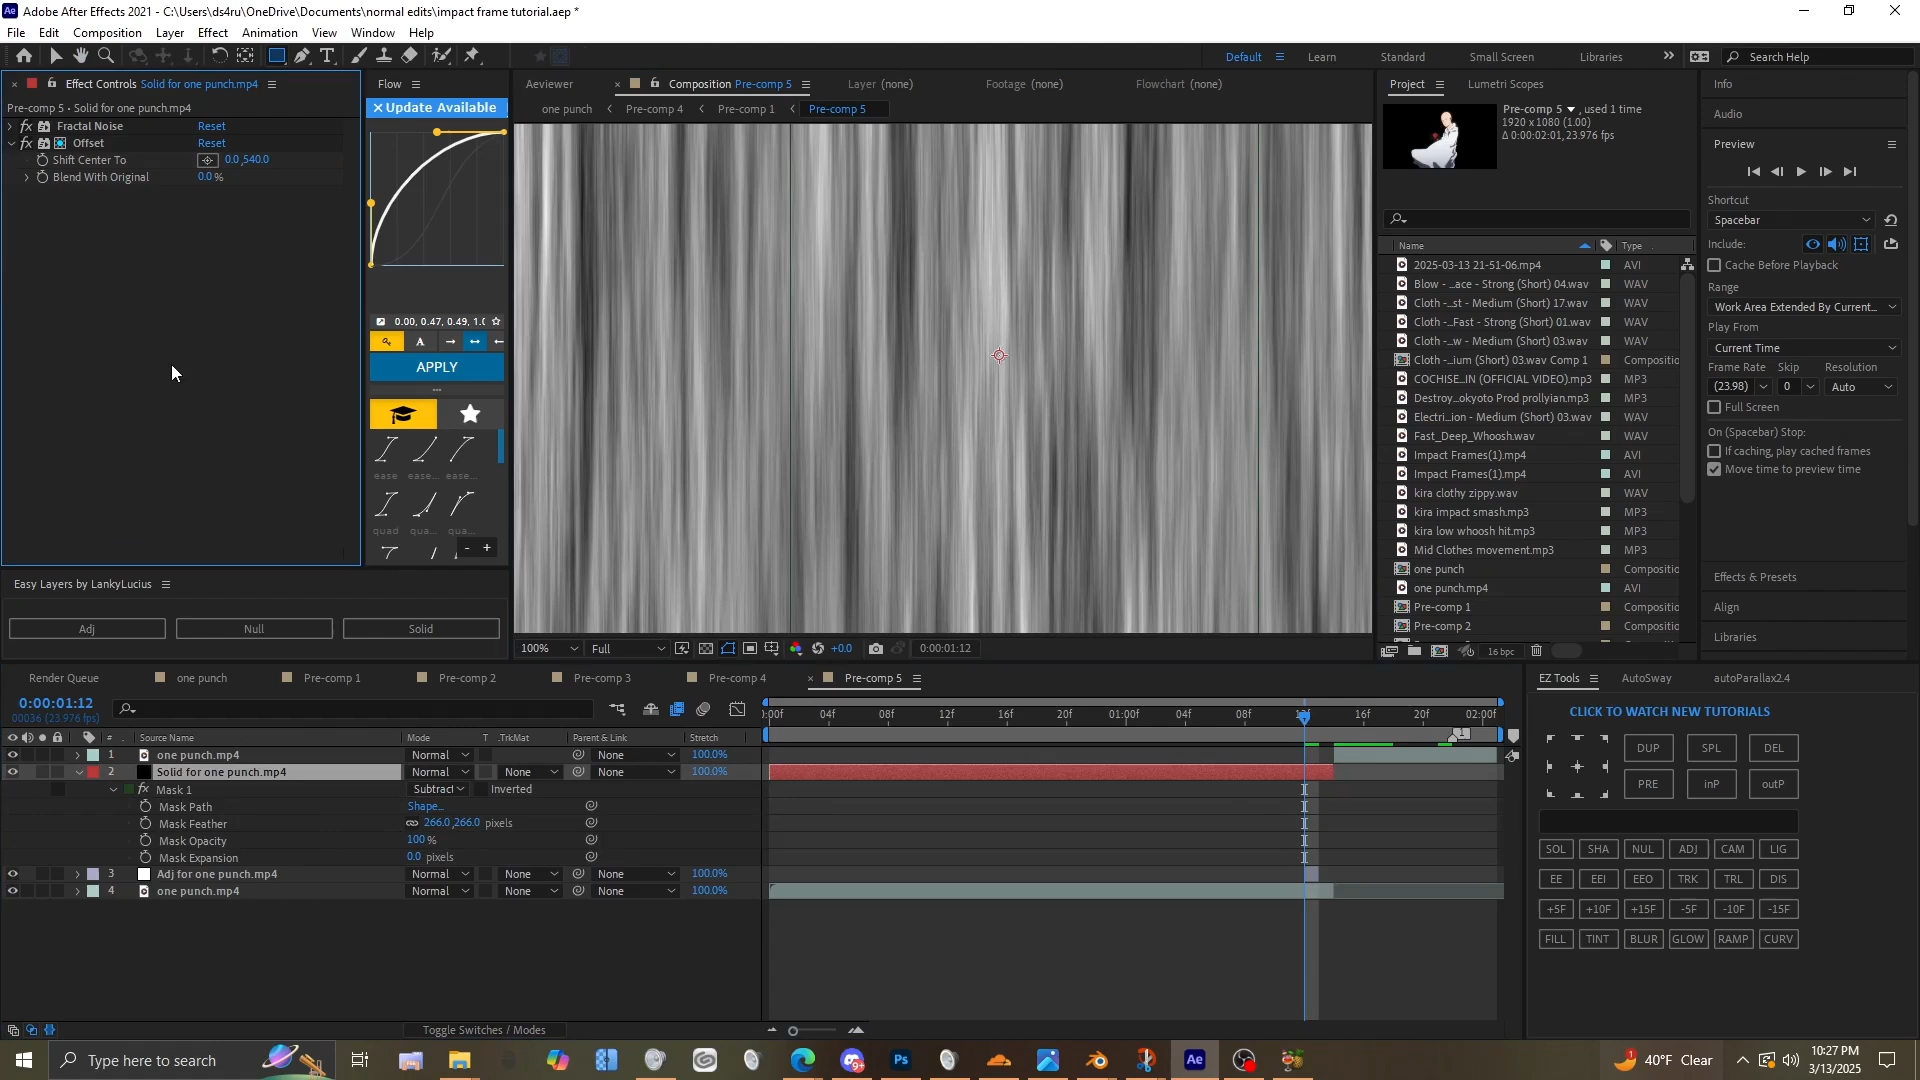 Adobe After Effects 2021 - C:\Users\ds4ru\OneDrive\Documents\normal edits\impact frame tutorial.aep *
File Edit Composition Layer Effect Animation View Window Help
Default Learn Standard Small Screen Libraries Search Help
Effect Controls Solid for one punch.mp4
Pre-comp 5 • Solid for one punch.mp4
Fractal Noise Reset
Offset Reset
Shift Center To 0.0,540.0
Blend With Original 0.0 %
Flow
Update Available
0.00, 0.47, 0.49, 1.0
A
APPLY
ease ease... ease...
quad qua... qua...
- +
Easy Layers by LankyLucius
Adj Null Solid
Aeviewer Composition Pre-comp 5 Layer (none) Footage (none) Flowchart (none)
one punch Pre-comp 4 Pre-comp 1 Pre-comp 5
100% Full +0.0 0:00:01:12
Project Lumetri Scopes
Pre-comp 5 , used 1 time
1920 x 1080 (1.00)
Δ 0:00:02:01, 23.976 fps
Name Type
2025-03-13 21-51-06.mp4 AVI
Blow - ...ace - Strong (Short) 04.wav WAV
Cloth -...st - Medium (Short) 17.wav WAV
Cloth -...Fast - Strong (Short) 01.wav WAV
Cloth -...w - Medium (Short) 03.wav WAV
Cloth -...ium (Short) 03.wav Comp 1 Compositio
COCHISE...IN (OFFICIAL VIDEO).mp3 MP3
Destroy...okyoto Prod prollyian.mp3 MP3
Electri...ion - Medium (Short) 03.wav WAV
Fast_Deep_Whoosh.wav WAV
Impact Frames(1).mp4 AVI
Impact Frames(1).mp4 AVI
kira clothy zippy.wav WAV
kira impact smash.mp3 MP3
kira low whoosh hit.mp3 MP3
Mid Clothes movement.mp3 MP3
one punch Compositio
one punch.mp4 AVI
Pre-comp 1 Compositio
Pre-comp 2 Compositio
16 bpc
Info
Audio
Preview
Shortcut
Spacebar
Include:
Cache Before Playback
Range
Work Area Extended By Current...
Play From
Current Time
Frame Rate Skip Resolution
(23.98) 0 Auto
Full Screen
On (Spacebar) Stop:
If caching, play cached frames
Move time to preview time
Effects & Presets
Align
Libraries
Render Queue one punch Pre-comp 1 Pre-comp 2 Pre-comp 3 Pre-comp 4 Pre-comp 5
0:00:01:12
00036 (23.976 fps)
:00f 04f 08f 12f 16f 20f 01:00f 04f 08f 16f 20f 02:00f
1
# Source Name Mode T .TrkMat Parent & Link Stretch
1 one punch.mp4 Normal None 100.0%
2 Solid for one punch.mp4 Normal None None 100.0%
Mask 1 Subtract Inverted
Mask Path Shape...
Mask Feather 266.0,266.0 pixels
Mask Opacity 100 %
Mask Expansion 0.0 pixels
3 Adj for one punch.mp4 Normal None None 100.0%
4 one punch.mp4 Normal None None 100.0%
Toggle Switches / Modes
EZ Tools AutoSway autoParallax2.4
CLICK TO WATCH NEW TUTORIALS
DUP SPL DEL
PRE inP outP
SOL SHA NUL ADJ CAM LIG
EE EEI EEO TRK TRL DIS
+5F +10F +15F -5F -10F -15F
FILL TINT BLUR GLOW RAMP CURV
Type here to search
9+
Ps
Ae
1
40°F Clear
10:27 PM
3/13/2025